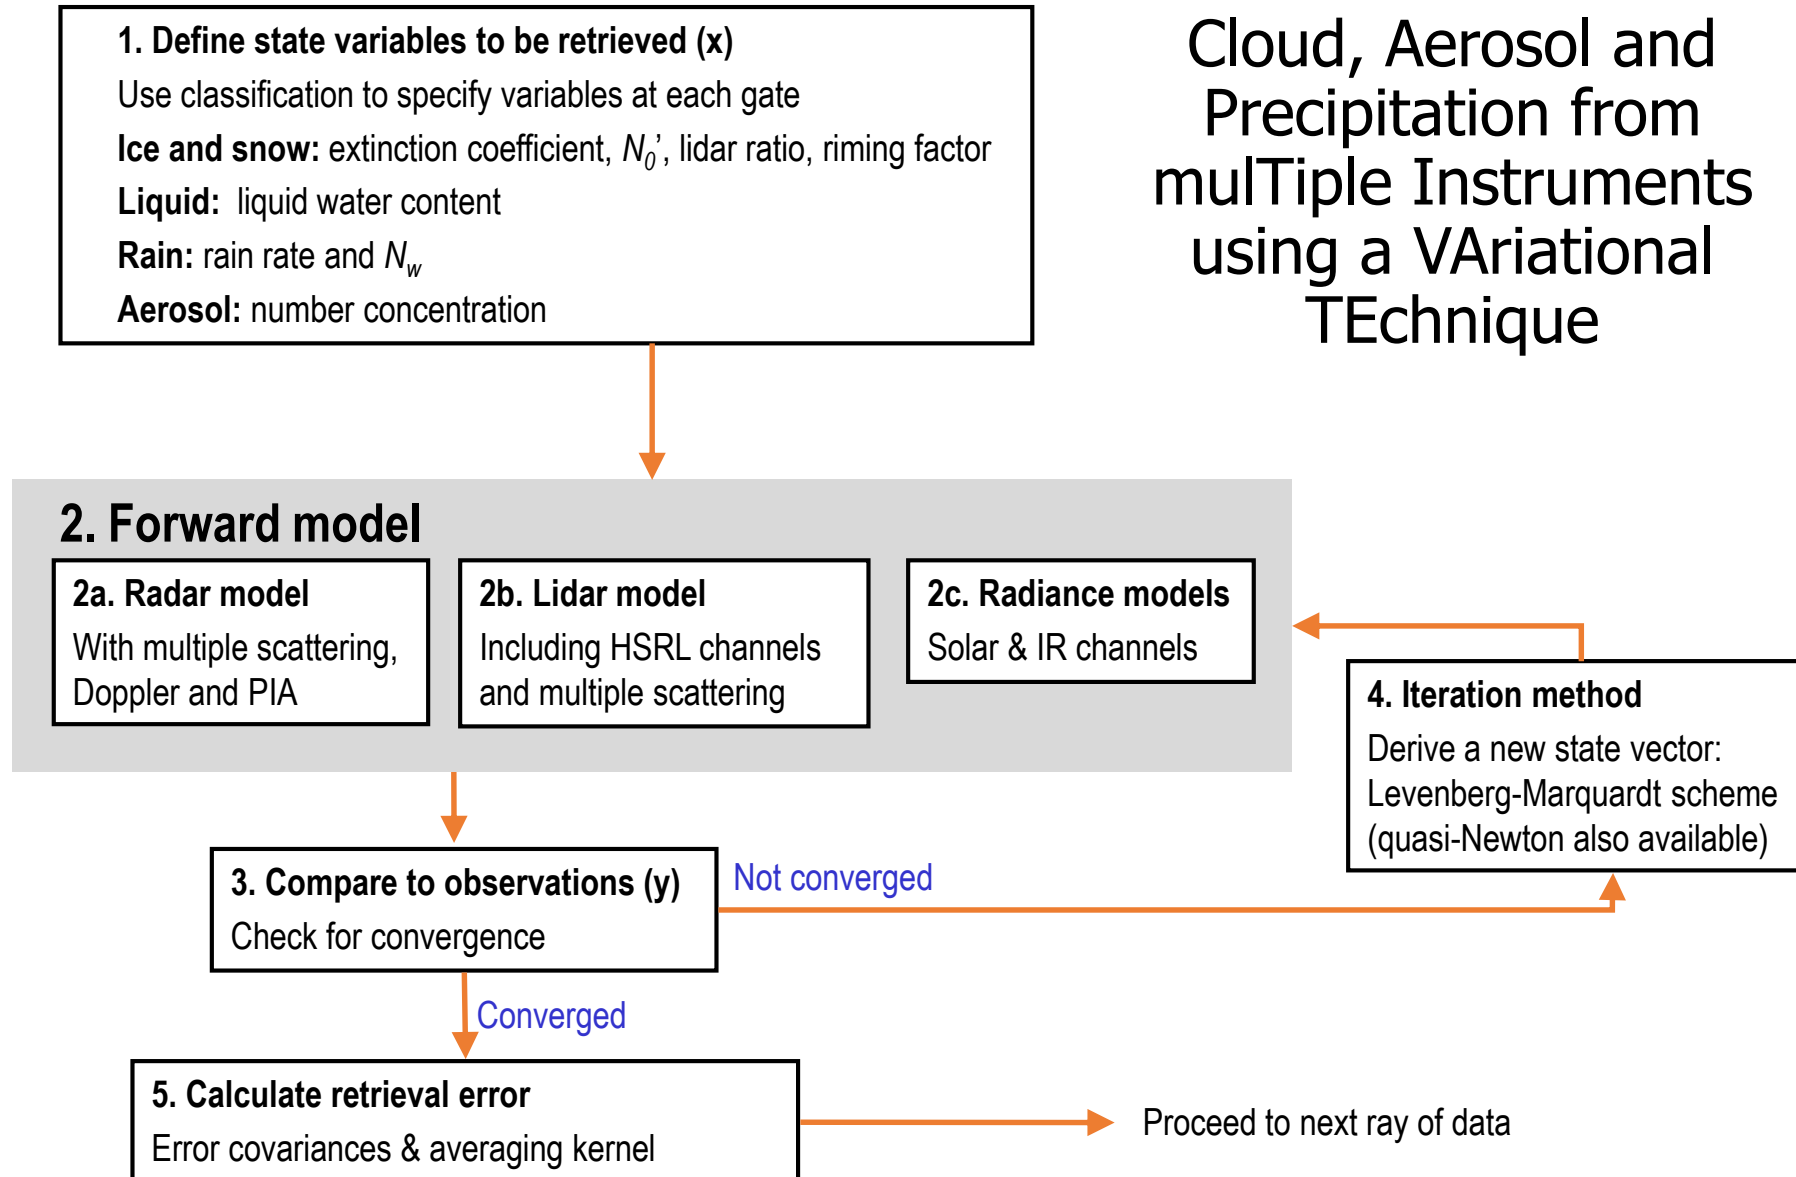 1. Define state variables to be retrieved (x)
Use classification to specify variables at each gate
Ice and snow: extinction coefficient, N₀’, lidar ratio, riming factor
Liquid: liquid water content
Rain: rain rate and N_w
Aerosol: number concentration
Cloud, Aerosol and
Precipitation from
mulTiple Instruments
using a VAriational
TEchnique
2. Forward model
2a. Radar model
With multiple scattering,
Doppler and PIA
2b. Lidar model
Including HSRL channels
and multiple scattering
2c. Radiance models
Solar & IR channels
4. Iteration method
Derive a new state vector:
Levenberg-Marquardt scheme
(quasi-Newton also available)
3. Compare to observations (y)
Check for convergence
Not converged
Converged
5. Calculate retrieval error
Error covariances & averaging kernel
Proceed to next ray of data